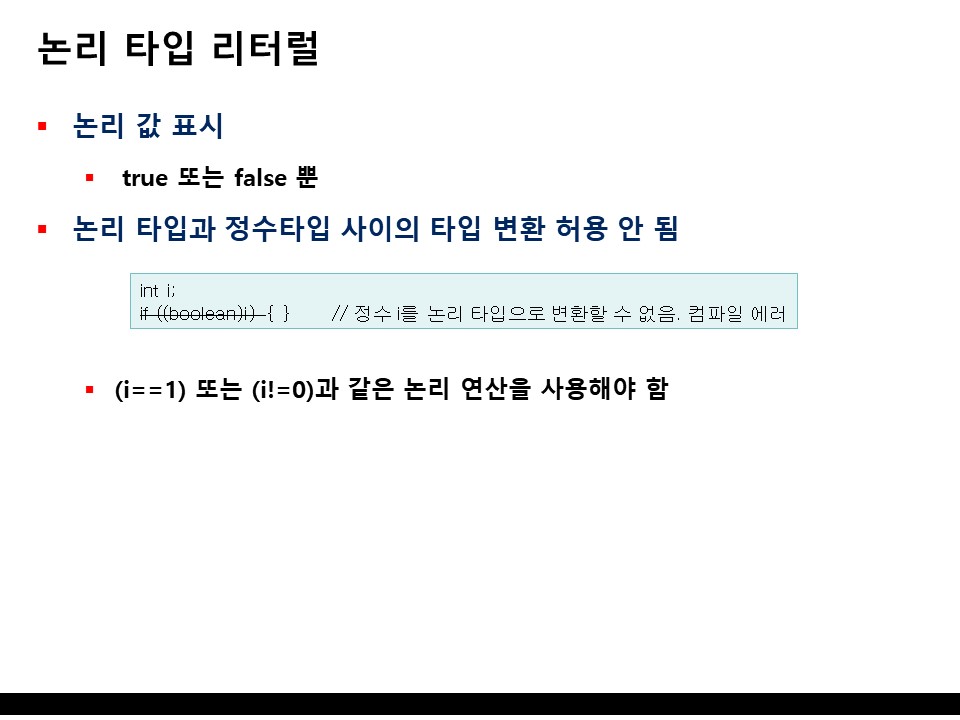 논리 타입 리터럴
▪ 논리 값 표시
▪ true 또는 false 뿐
▪ 논리 타입과 정수타입 사이의 타입 변환 허용 안 됨
int i;
if ((boolean)i) { } // 정수 i를 논리 타입으로 변환할 수 없음. 컴파일 에러
▪ (i==1) 또는 (i!=0)과 같은 논리 연산을 사용해야 함